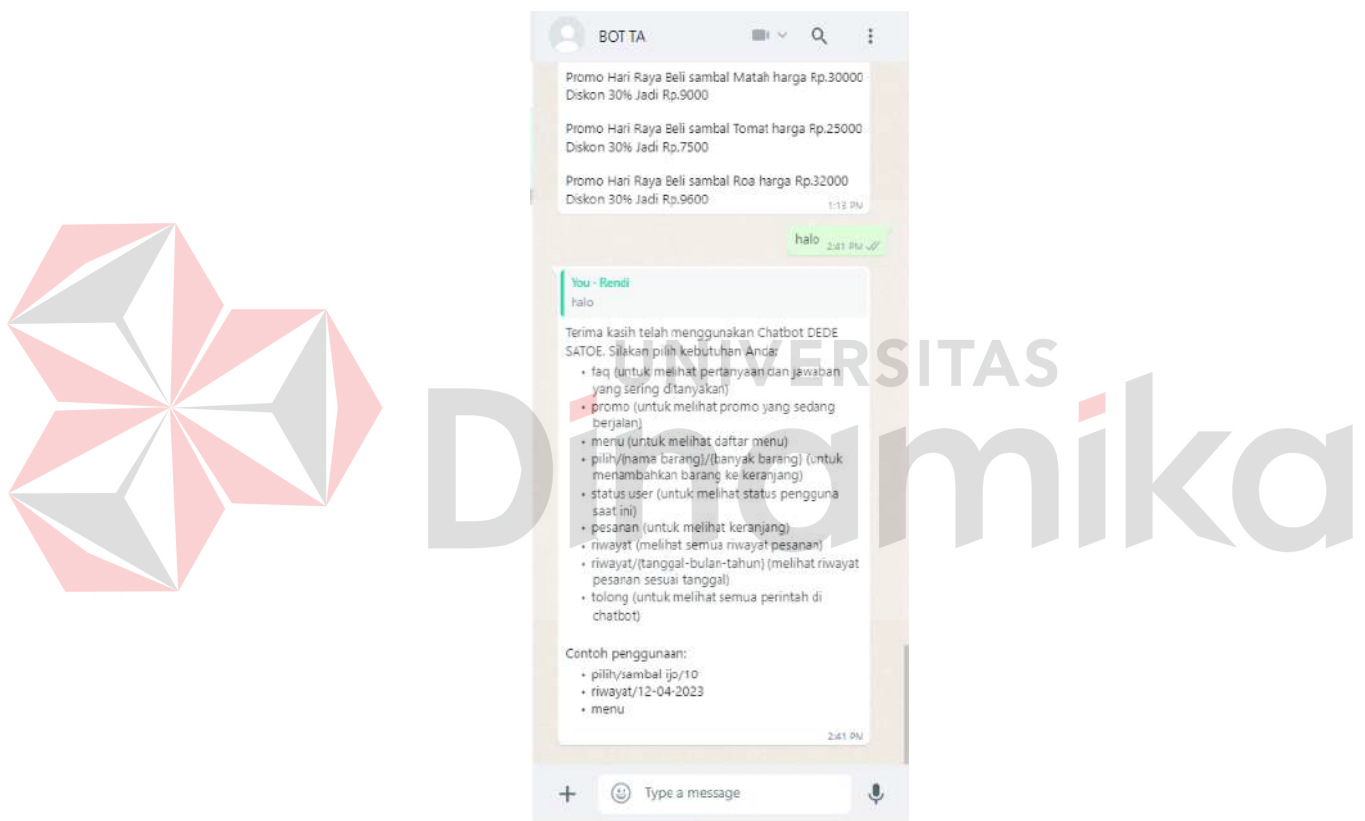 BOT TA
Promo Hari Raya Beli sambal Matah harga Rp.30000
Diskon 30% Jadi Rp.9000
Promo Hari Raya Beli sambal Tomat harga Rp.25000
Diskon 30% Jadi Rp.7500
Promo Hari Raya Beli sambal Roa harga Rp.32000
Diskon 30% Jadi Rp.9600
1:13 PM
halo
2:41 PM
You - Rendi
halo
Terima kasih telah menggunakan Chatbot DEDE
SATOE. Silakan pilih kebutuhan Anda:
• faq (untuk melihat pertanyaan dan jawaban
yang sering ditanyakan)
• promo (untuk melihat promo yang sedang
berjalan)
• menu (untuk melihat daftar menu)
• pilih/{nama barang}/{banyak barang} (untuk
menambahkan barang ke keranjang)
• status user (untuk melihat status pengguna
saat ini)
• pesanan (untuk melihat keranjang)
• riwayat (melihat semua riwayat pesanan)
• riwayat/{tanggal-bulan-tahun} (melihat riwayat
pesanan sesuai tanggal)
• tolong (untuk melihat semua perintah di
chatbot)
Contoh penggunaan:
• pilih/sambal ijo/10
• riwayat/12-04-2023
• menu
2:41 PM
Type a message
UNIVERSITAS
Dinamika